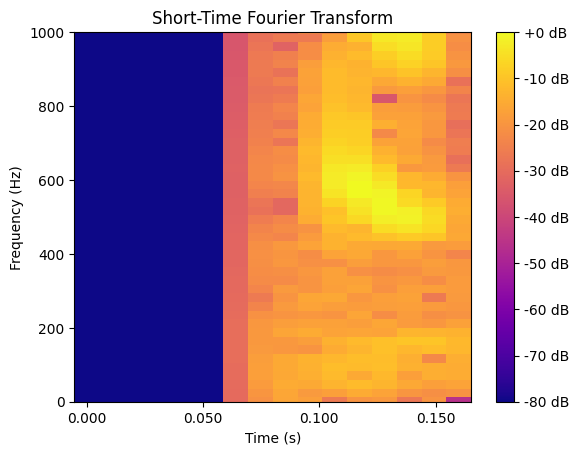 Short-Time Fourier Transform
1000
800
600
400
200
0
Frequency (Hz)
0.000
0.050
0.100
0.150
Time (s)
+0 dB
-10 dB
-20 dB
-30 dB
-40 dB
-50 dB
-60 dB
-70 dB
-80 dB